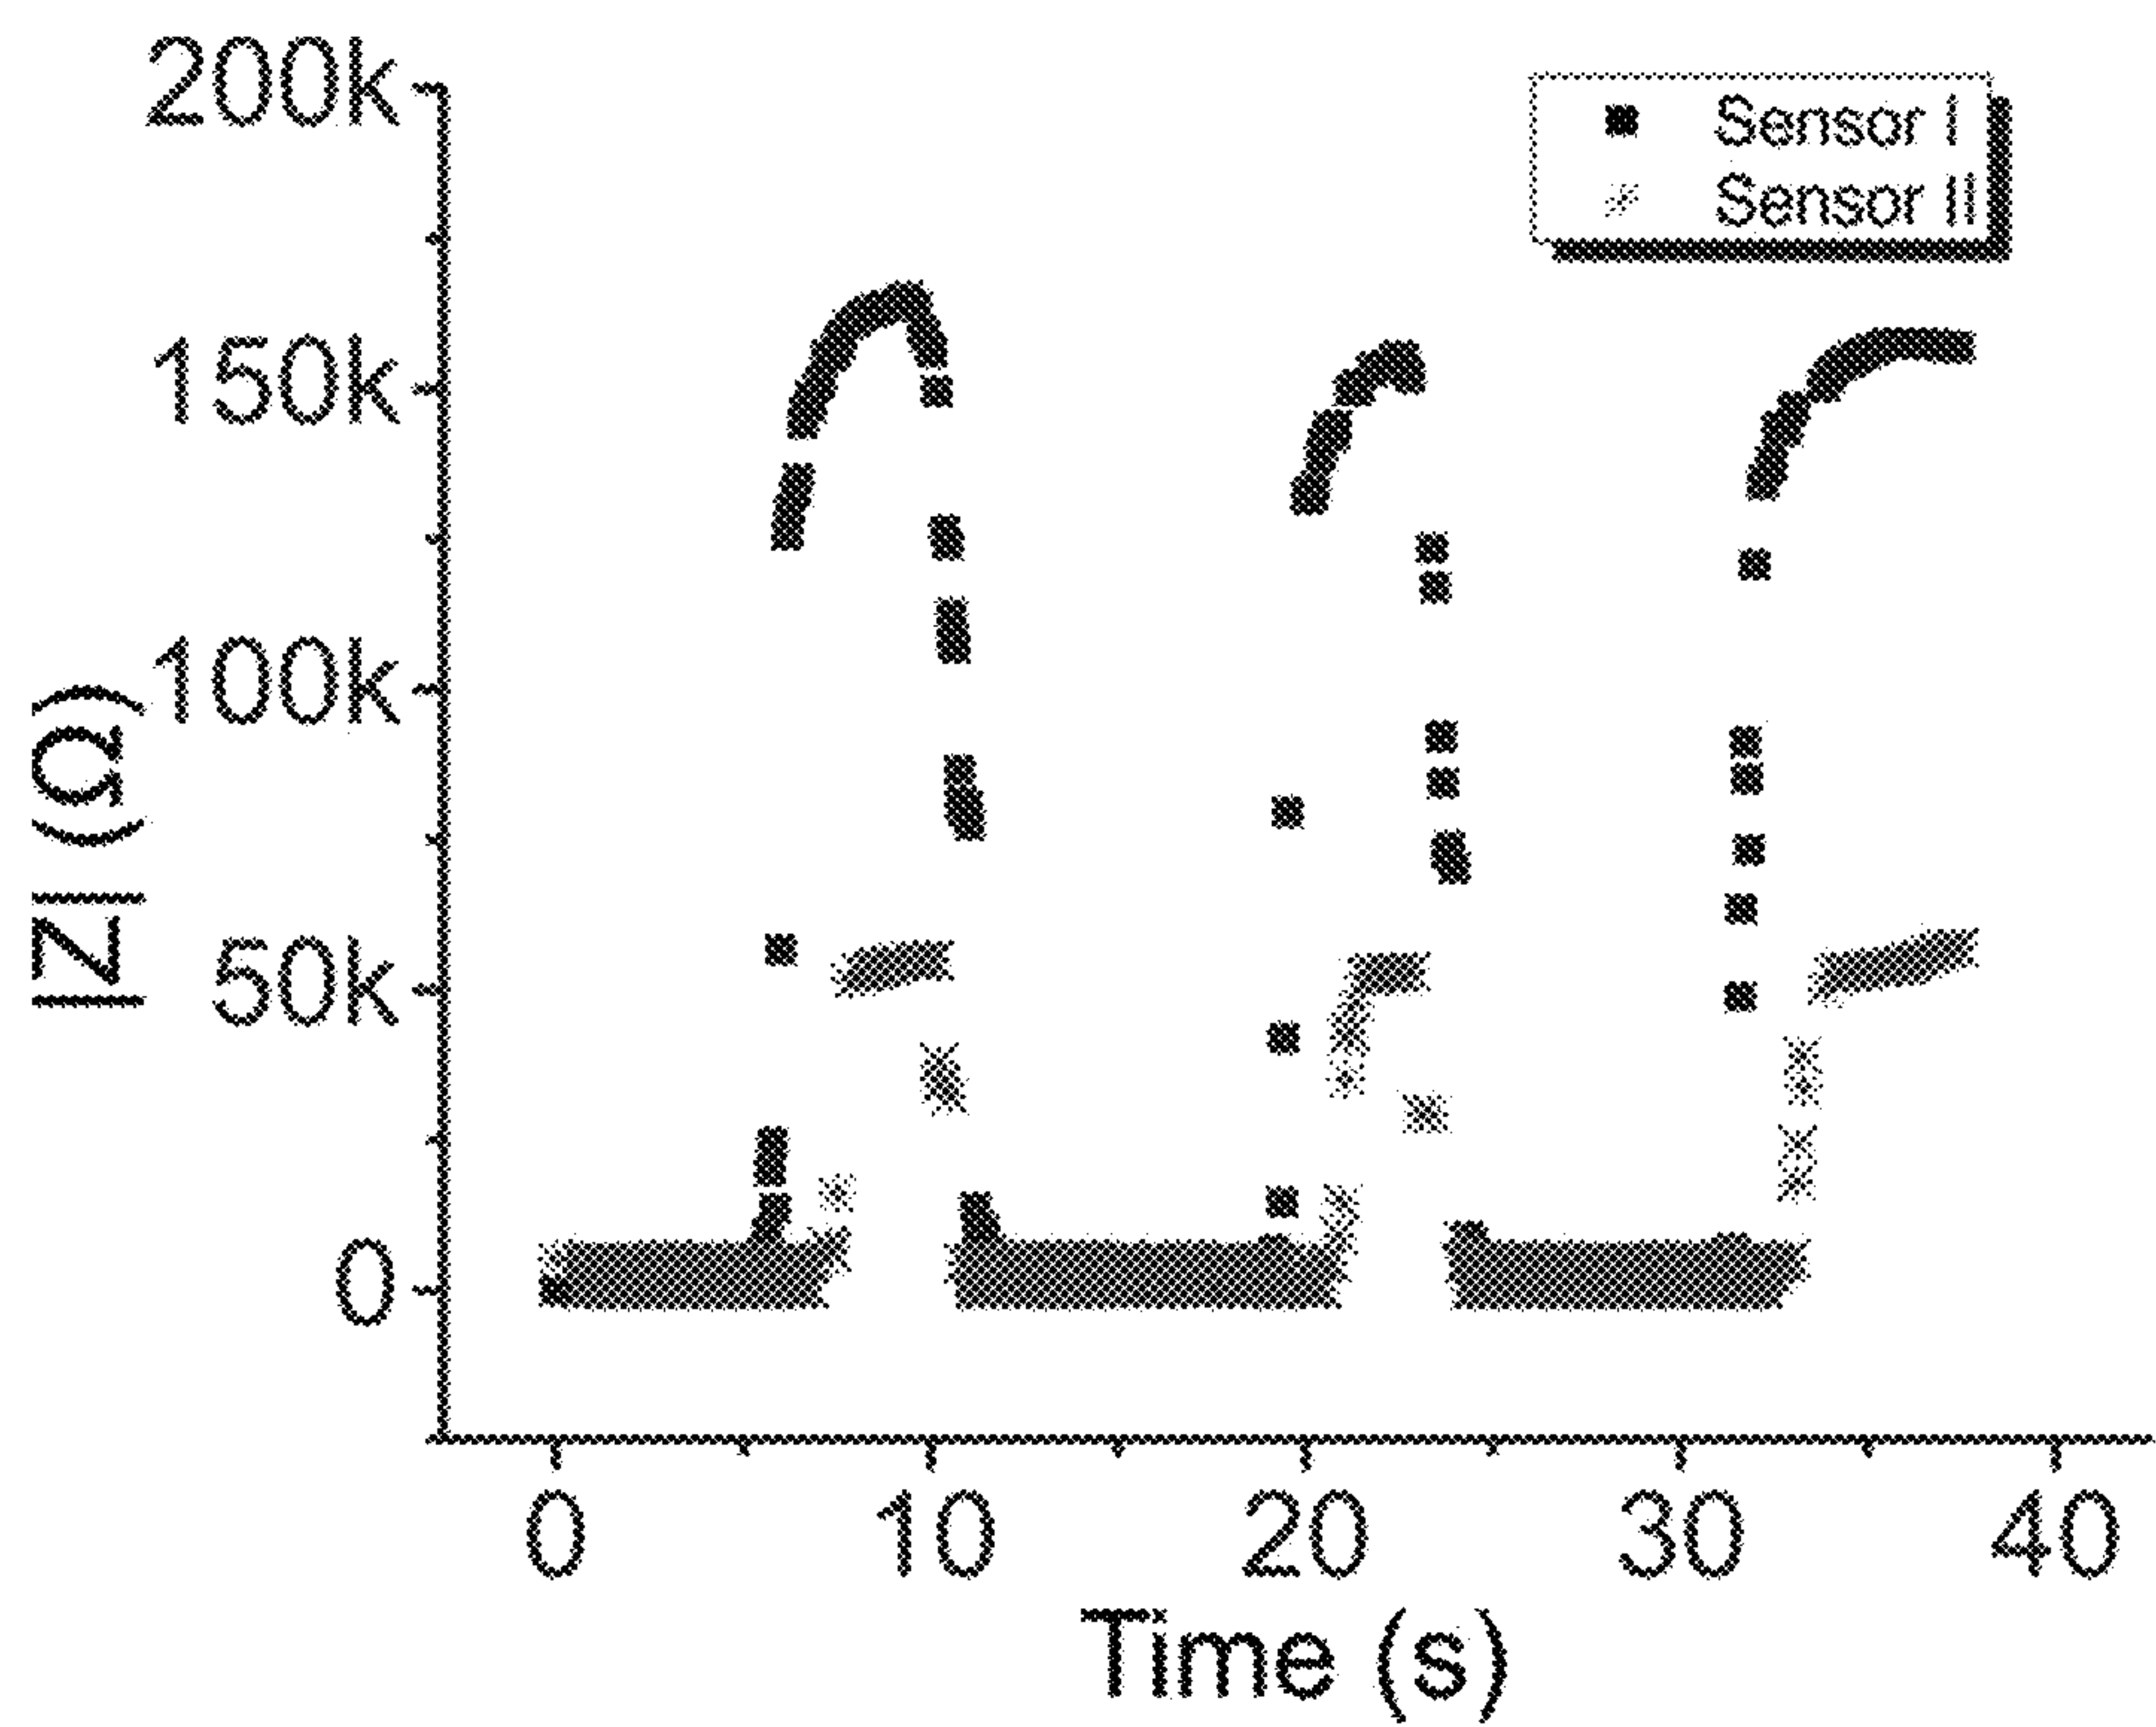 200k
150k
100k
50k
0
|Z| (Ω)
Sensor I
Sensor II
0 10 20 30 40
Time (s)